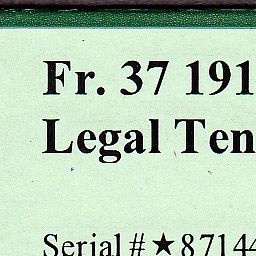 Fr. 37 191
Legal Ten
Serial # ★ 87144